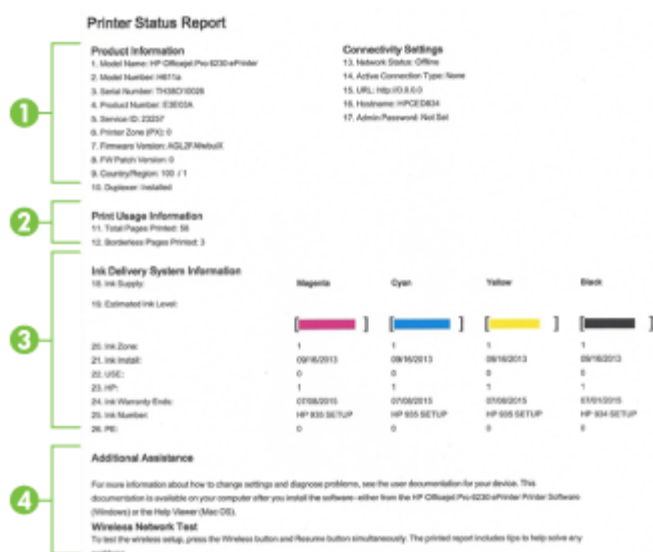 Printer Status Report
Product Information
1. Model Name: HP Officejet Pro 6230 ePrinter
2. Model Number: H611a
3. Serial Number: TH38O10026
4. Product Number: E3E03A
5. Service ID: 23237
6. Printer Zone (PX): 0
7. Firmware Version:
8. FW Patch Version: 0
9. Country/Region: 100 / 1
10. Duplexer: Installed
Connectivity Settings
13. Network Status: Offline
14. Active Connection Type: None
15. URL: http://0.0.0.0
16. Hostname: HPCED834
17. Admin Password: Not Set
1
2
Print Usage Information
11. Total Pages Printed: 58
12. Borderless Pages Printed: 3
3
Ink Delivery System Information
18. Ink Supply: Magenta Cyan Yellow Black
19. Estimated Ink Level:
[ ] [ ] [ ] [ ]
20. Ink Zone: 1 1 1 1
21. Ink Install: 09/16/2013 09/16/2013 09/16/2013 09/16/2013
22. USE: 0 0 0 0
23. HP: 1 1 1 1
24. Ink Warranty Ends: 07/08/2015 07/08/2015 07/08/2015 07/01/2015
25. Ink Number: HP 935 SETUP HP 935 SETUP HP 935 SETUP HP 934 SETUP
26. PE: 0 0 0 0
4
Additional Assistance
For more information about how to change settings and diagnose problems, see the user documentation for your device. This
documentation is available on your computer after you install the software- either from the HP Officejet Pro 6230 ePrinter Printer Software
(Windows) or the Help Viewer (Mac OS).
Wireless Network Test
To test the wireless setup, press the Wireless button and Resume button simultaneously. The printed report includes tips to help solve any